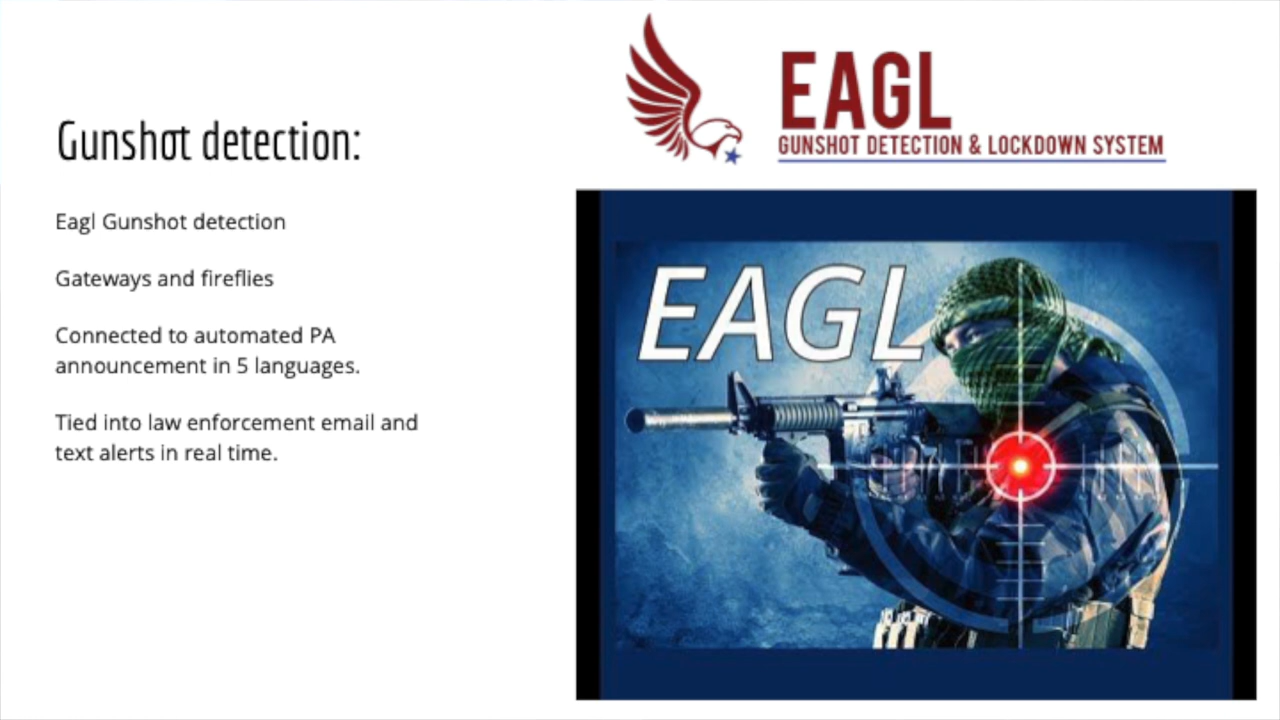 Gunshot detection:
Eagl Gunshot detection
Gateways and fireflies
Connected to automated PA
announcement in 5 languages.
Tied into law enforcement email and
text alerts in real time.
EAGL
GUNSHOT DETECTION & LOCKDOWN SYSTEM
EAGL